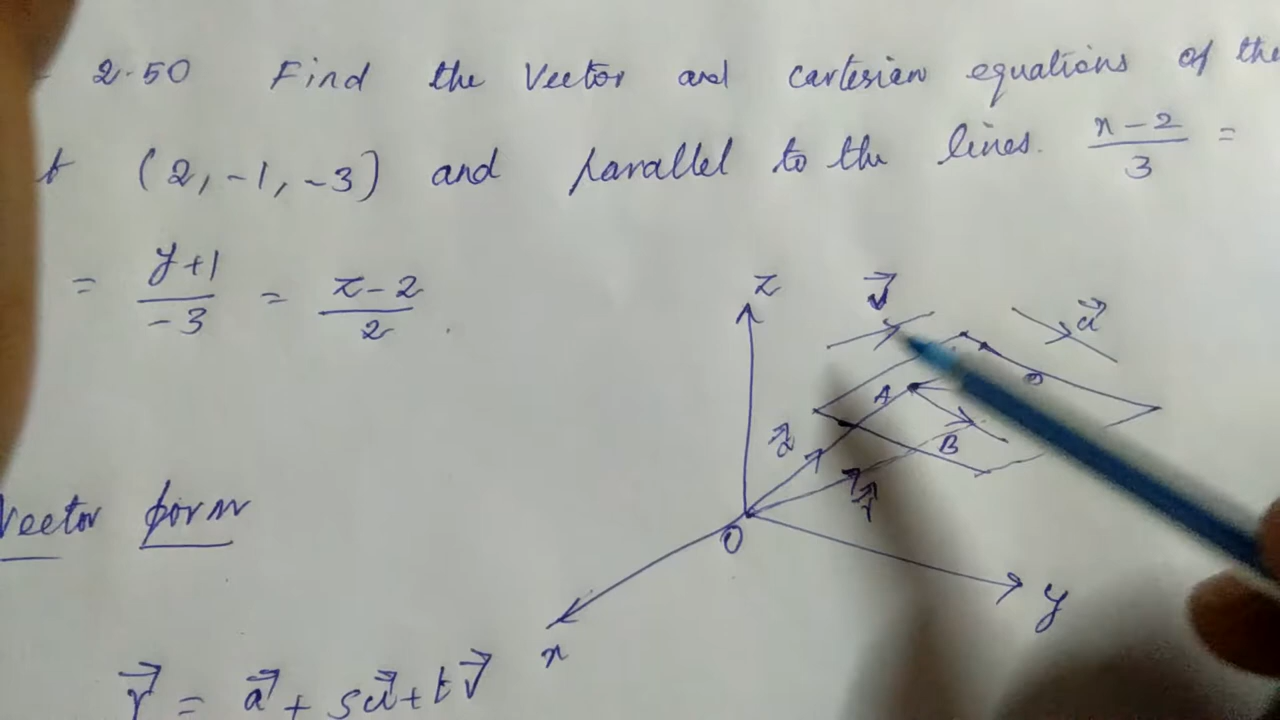 2.50 Find the Vector and cartesian equations of the
(2, -1, -3) and parallel to the lines. x-2/3 =
= y+1/-3 = z-2/2.
z
v⃗
u⃗
A
a⃗
B
r⃗
O
y
x
Vector form
r⃗ = a⃗ + su⃗ + tv⃗